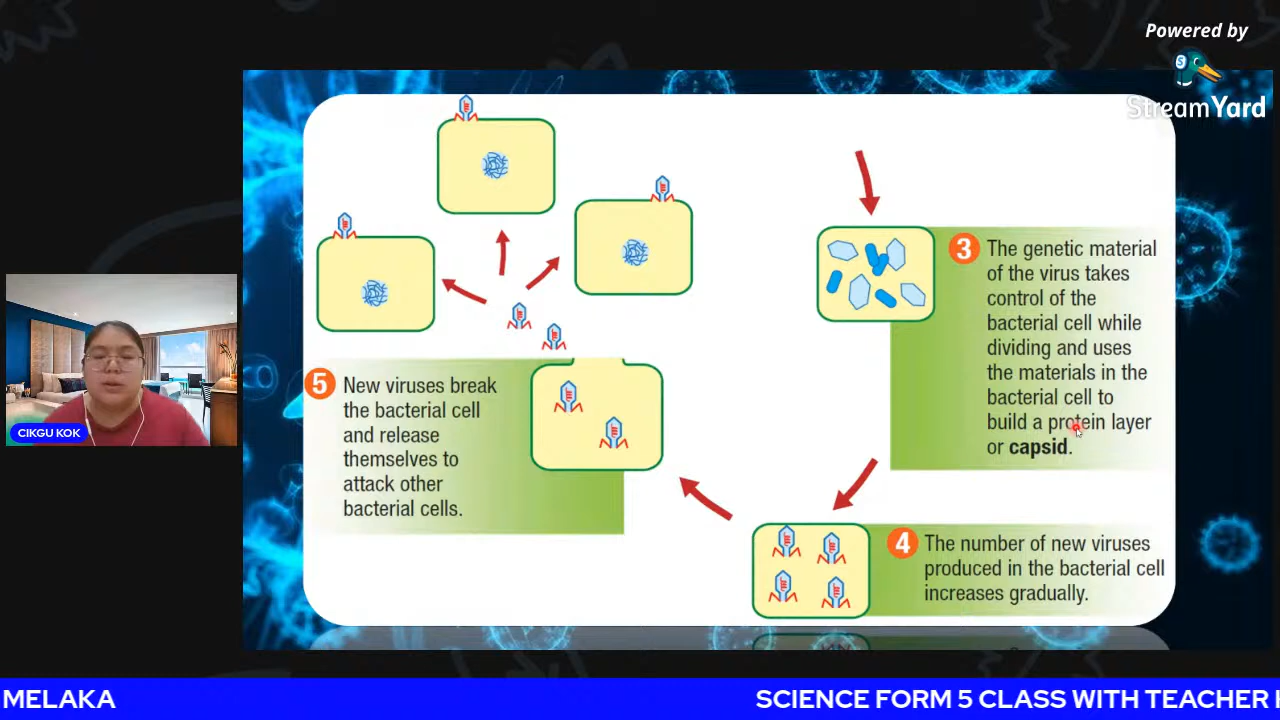 Powered by
S
StreamYard
3
The genetic material
of the virus takes
control of the
bacterial cell while
dividing and uses
the materials in the
bacterial cell to
build a protein layer
or capsid.
4
The number of new viruses
produced in the bacterial cell
increases gradually.
5
New viruses break
the bacterial cell
and release
themselves to
attack other
bacterial cells.
CIKGU KOK
MELAKA
SCIENCE FORM 5 CLASS WITH TEACHER